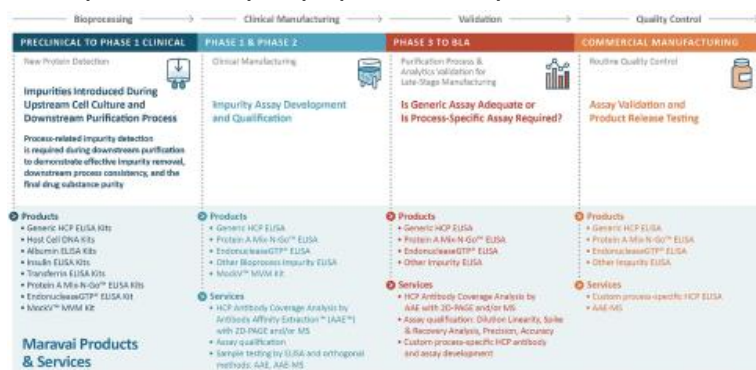 Bioprocessing
Clinical Manufacturing
Validation
Quality Control
PRECLINICAL TO PHASE 1 CLINICAL
PHASE 1 & PHASE 2
PHASE 3 TO BLA
COMMERCIAL MANUFACTURING
New Protein Detection
Impurities Introduced During
Upstream Cell Culture and
Downstream Purification Process
Process-related impurity detection
is required during downstream purification
to demonstrate effective impurity removal,
downstream process consistency, and the
final drug substance purity
Clinical Manufacturing
Impurity Assay Development
and Qualification
Purification Process &
Analytics Validation for
Late-Stage Manufacturing
Is Generic Assay Adequate or
Is Process-Specific Assay Required?
Routine Quality Control
Assay Validation and
Product Release Testing
Products
• Generic HCP ELISA Kits
• Host Cell DNA Kits
• Albumin ELISA Kits
• Insulin ELISA Kits
• Transferrin ELISA Kits
• Protein A Mix-N-Go™ ELISA Kits
• EndonucleaseGTP® ELISA Kit
• MockV™ MVM Kit
Maravai Products
& Services
Products
• Generic HCP ELISA
• Protein A Mix-N-Go™ ELISA
• EndonucleaseGTP® ELISA
• Other Bioprocess Impurity ELISA
• MockV™ MVM Kit
Services
• HCP Antibody Coverage Analysis by
Antibody Affinity Extraction™ (AAE™)
with 2D-PAGE and/or MS
• Assay qualification
• Sample testing by ELISA and orthogonal
methods: AAE, AAE-MS
Products
• Generic HCP ELISA
• Protein A Mix-N-Go™ ELISA
• EndonucleaseGTP® ELISA
• Other Impurity ELISA
Services
• HCP Antibody Coverage Analysis by
AAE with 2D-PAGE and/or MS
• Assay qualification: Dilution Linearity, Spike
& Recovery Analysis, Precision, Accuracy
• Custom process-specific HCP antibody
and assay development
Products
• Generic HCP ELISA
• Protein A Mix-N-Go™ ELISA
• EndonucleaseGTP® ELISA
• Other Impurity ELISA
Services
• Custom process-specific HCP ELISA
• AAE-MS